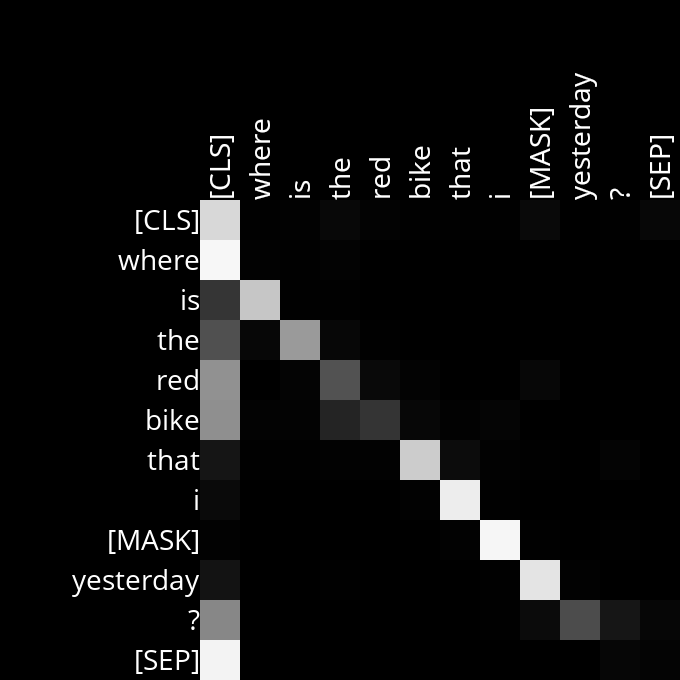 [CLS]
where
is
the
red
bike
that
i
[MASK]
yesterday
?
[SEP]
[CLS]
where
is
the
red
bike
that
i
[MASK]
yesterday
?
[SEP]